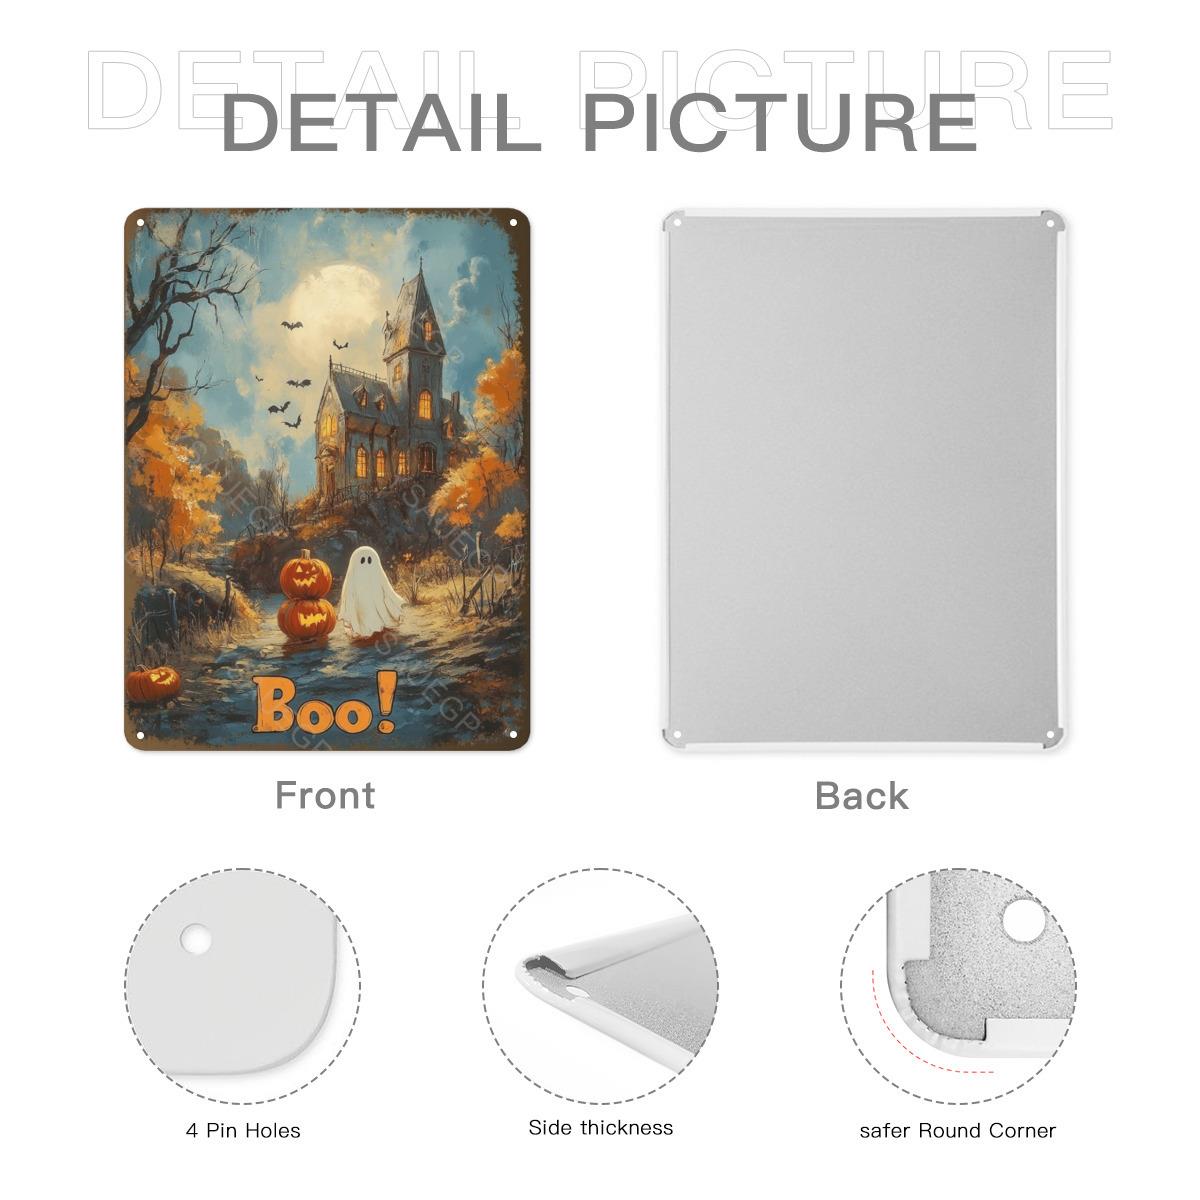 DETAIL PICTURE
DETAIL PICTURE
Boo!
Front
Back
4 Pin Holes
Side thickness
safer Round Corner